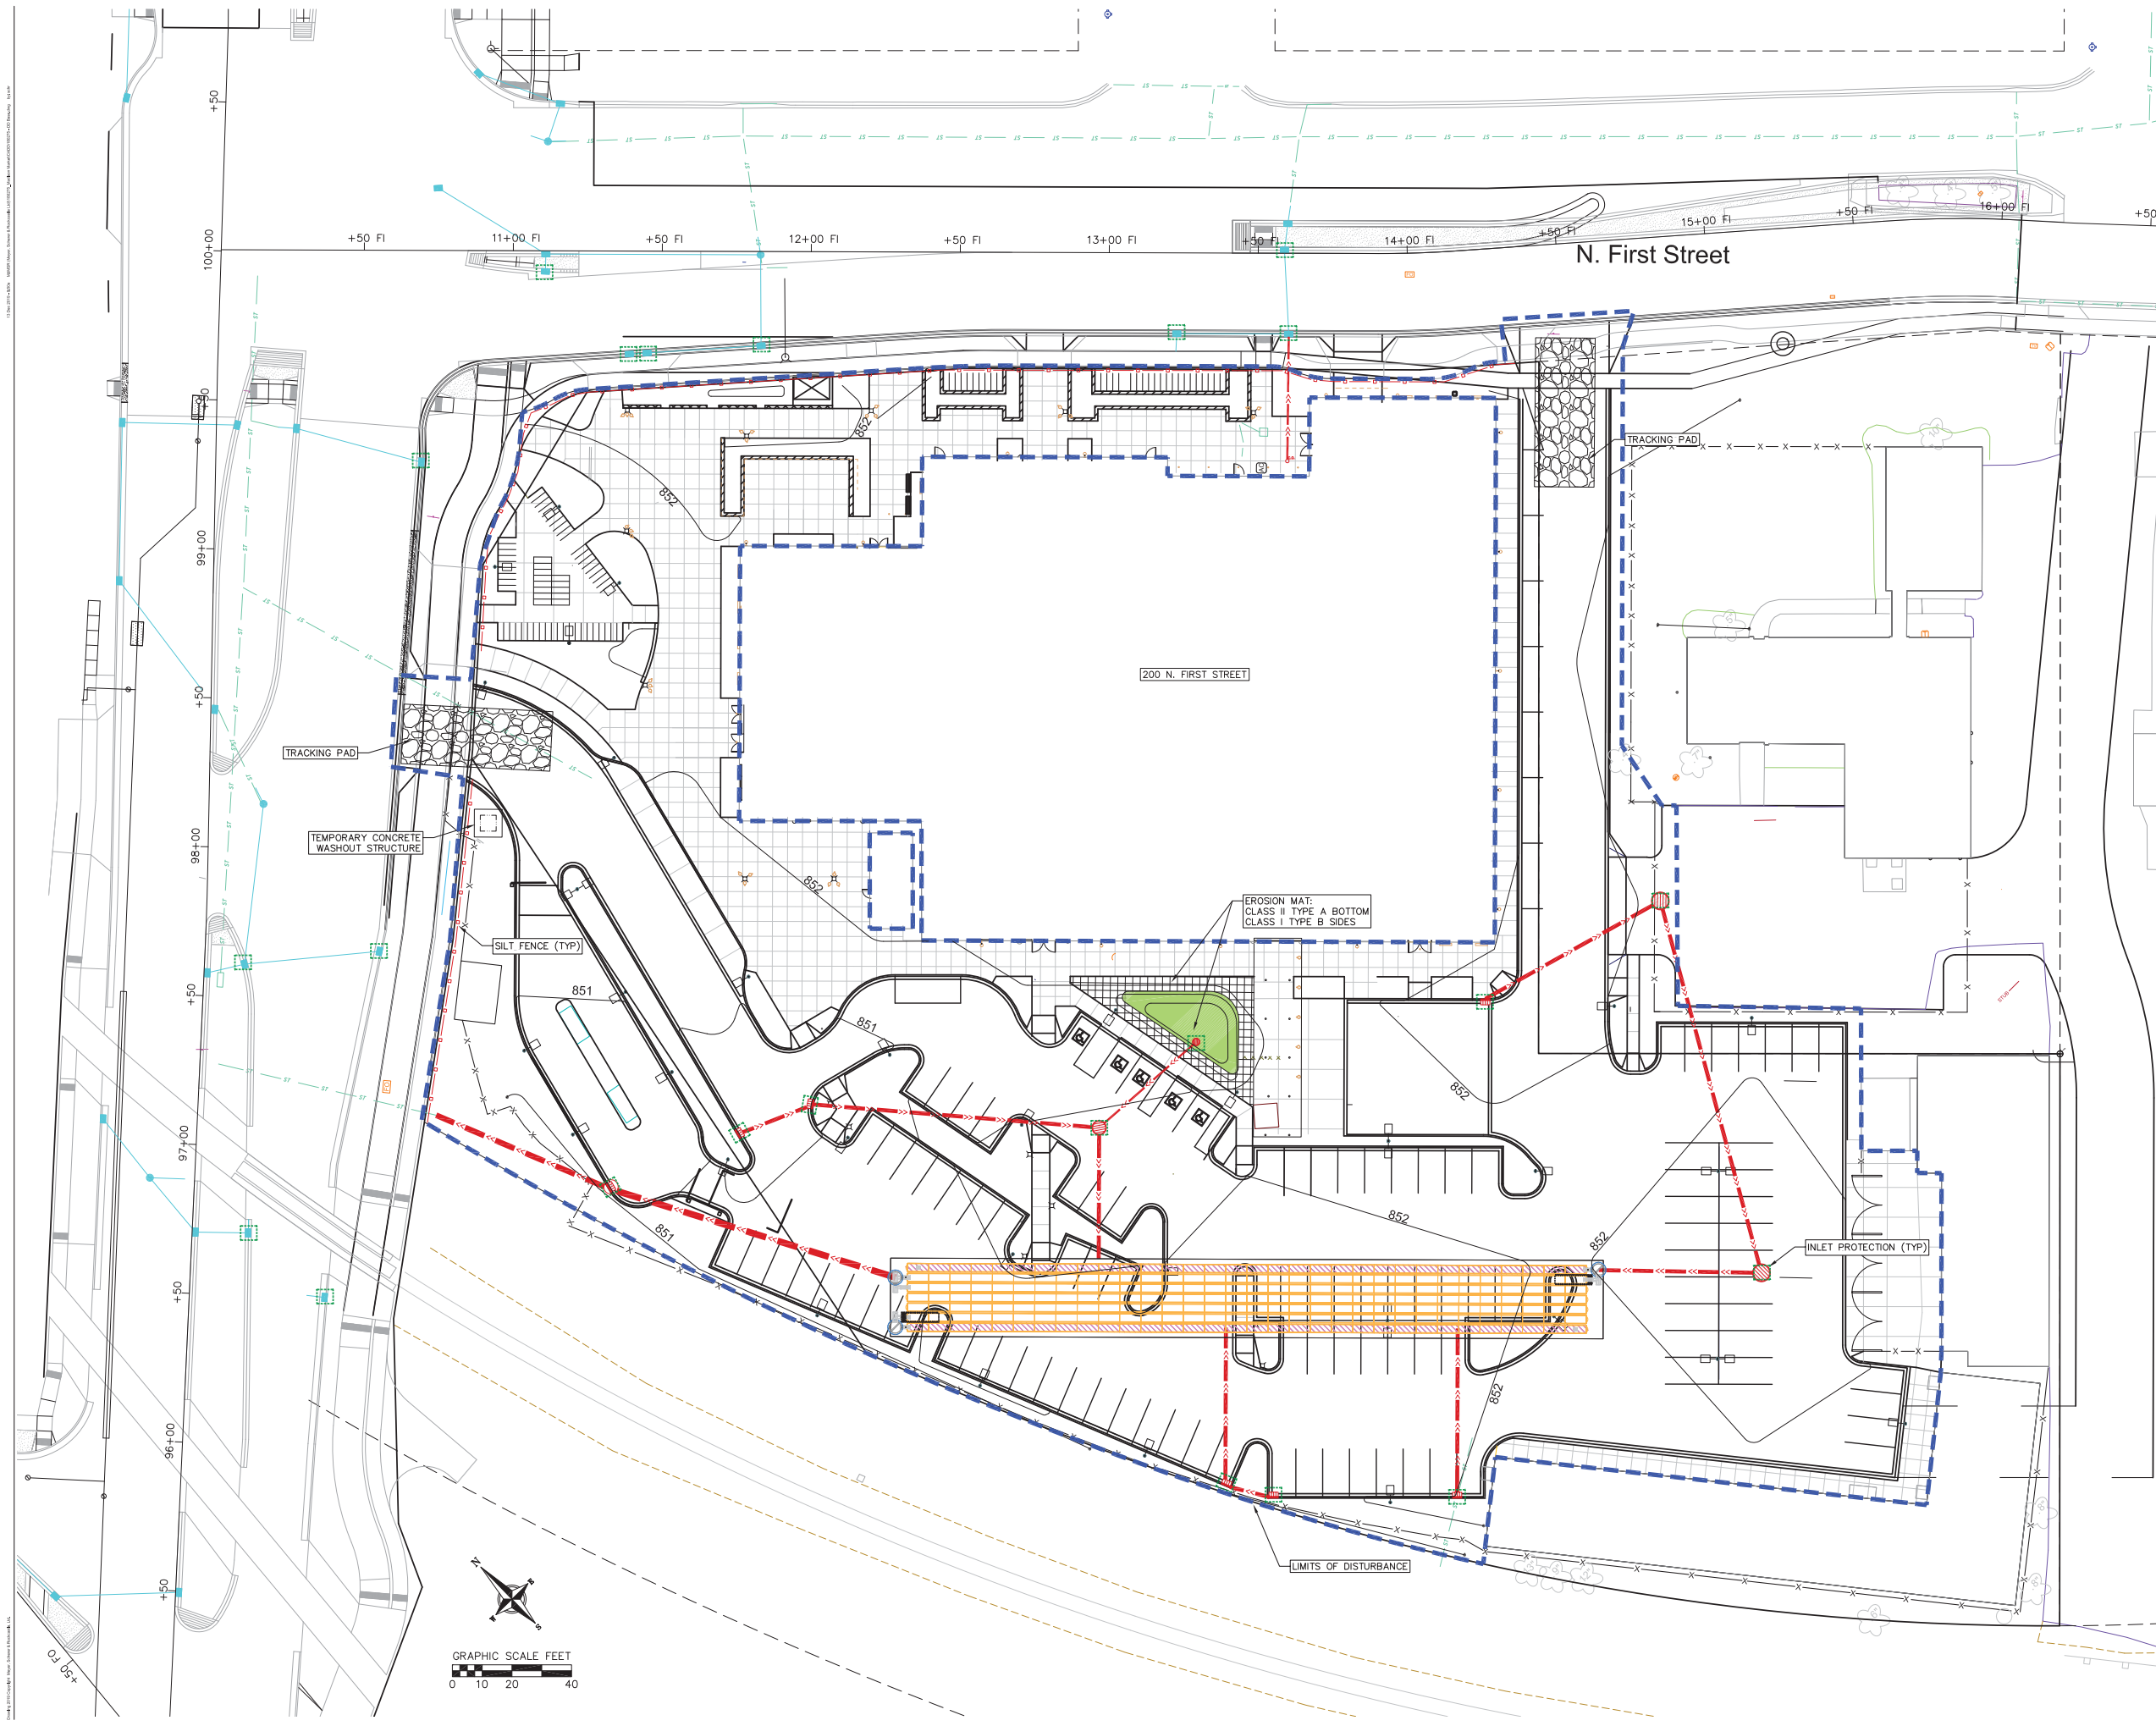 +50
+50 FI
11+00 FI
+50 FI
12+00 FI
+50 FI
13+00 FI
+50 FI
14+00 FI
+50 FI
15+00 FI
+50 FI
16+00 FI
+50
N. First Street
100+00
+50
99+00
+50
98+00
+50
97+00
+50
96+00
+50
+50 FO
852
852
TRACKING PAD
200 N. FIRST STREET
TRACKING PAD
TEMPORARY CONCRETE
WASHOUT STRUCTURE
852
EROSION MAT:
CLASS II TYPE A BOTTOM
CLASS I TYPE B SIDES
SILT FENCE (TYP)
851
851
852
852
852
851
INLET PROTECTION (TYP)
852
LIMITS OF DISTURBANCE
STUB
N
S
GRAPHIC SCALE FEET
0 10 20 40